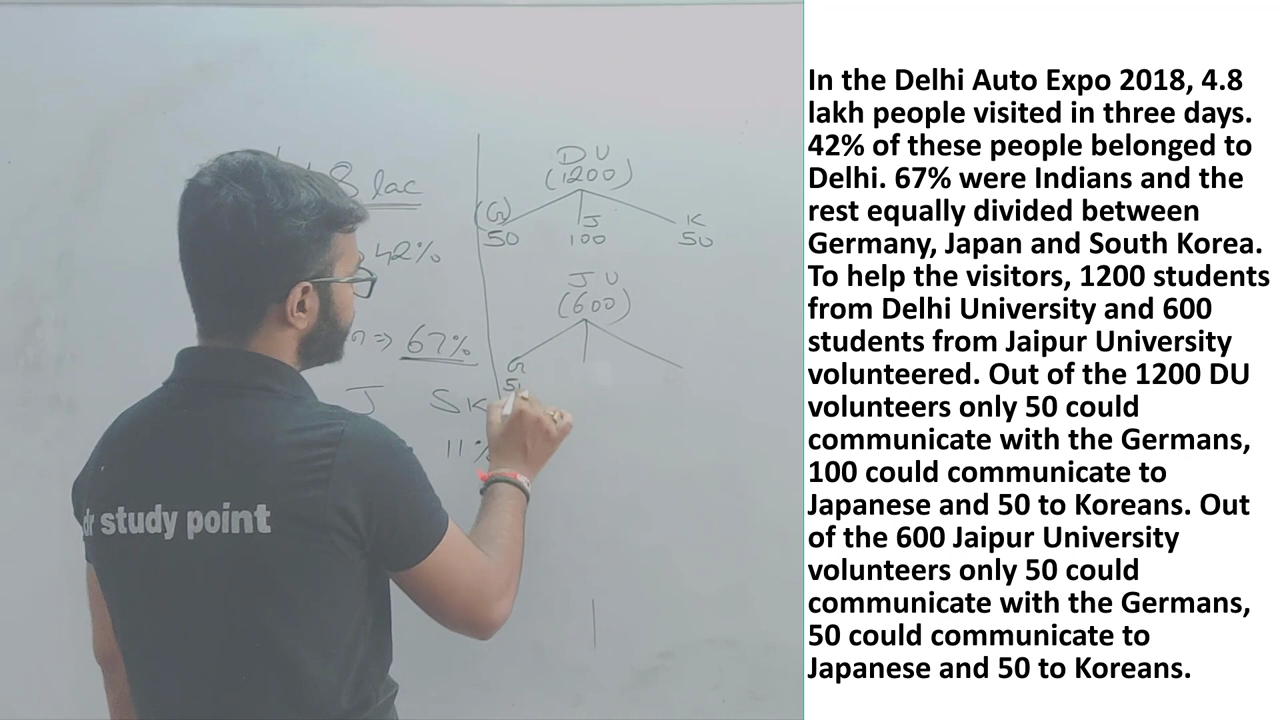 8 lac
42%
=> 67%
J SK
11%
DU
(1200)
(G) J K
50 100 50
JU
(600)
G
5
dr study point
In the Delhi Auto Expo 2018, 4.8
lakh people visited in three days.
42% of these people belonged to
Delhi. 67% were Indians and the
rest equally divided between
Germany, Japan and South Korea.
To help the visitors, 1200 students
from Delhi University and 600
students from Jaipur University
volunteered. Out of the 1200 DU
volunteers only 50 could
communicate with the Germans,
100 could communicate to
Japanese and 50 to Koreans. Out
of the 600 Jaipur University
volunteers only 50 could
communicate with the Germans,
50 could communicate to
Japanese and 50 to Koreans.